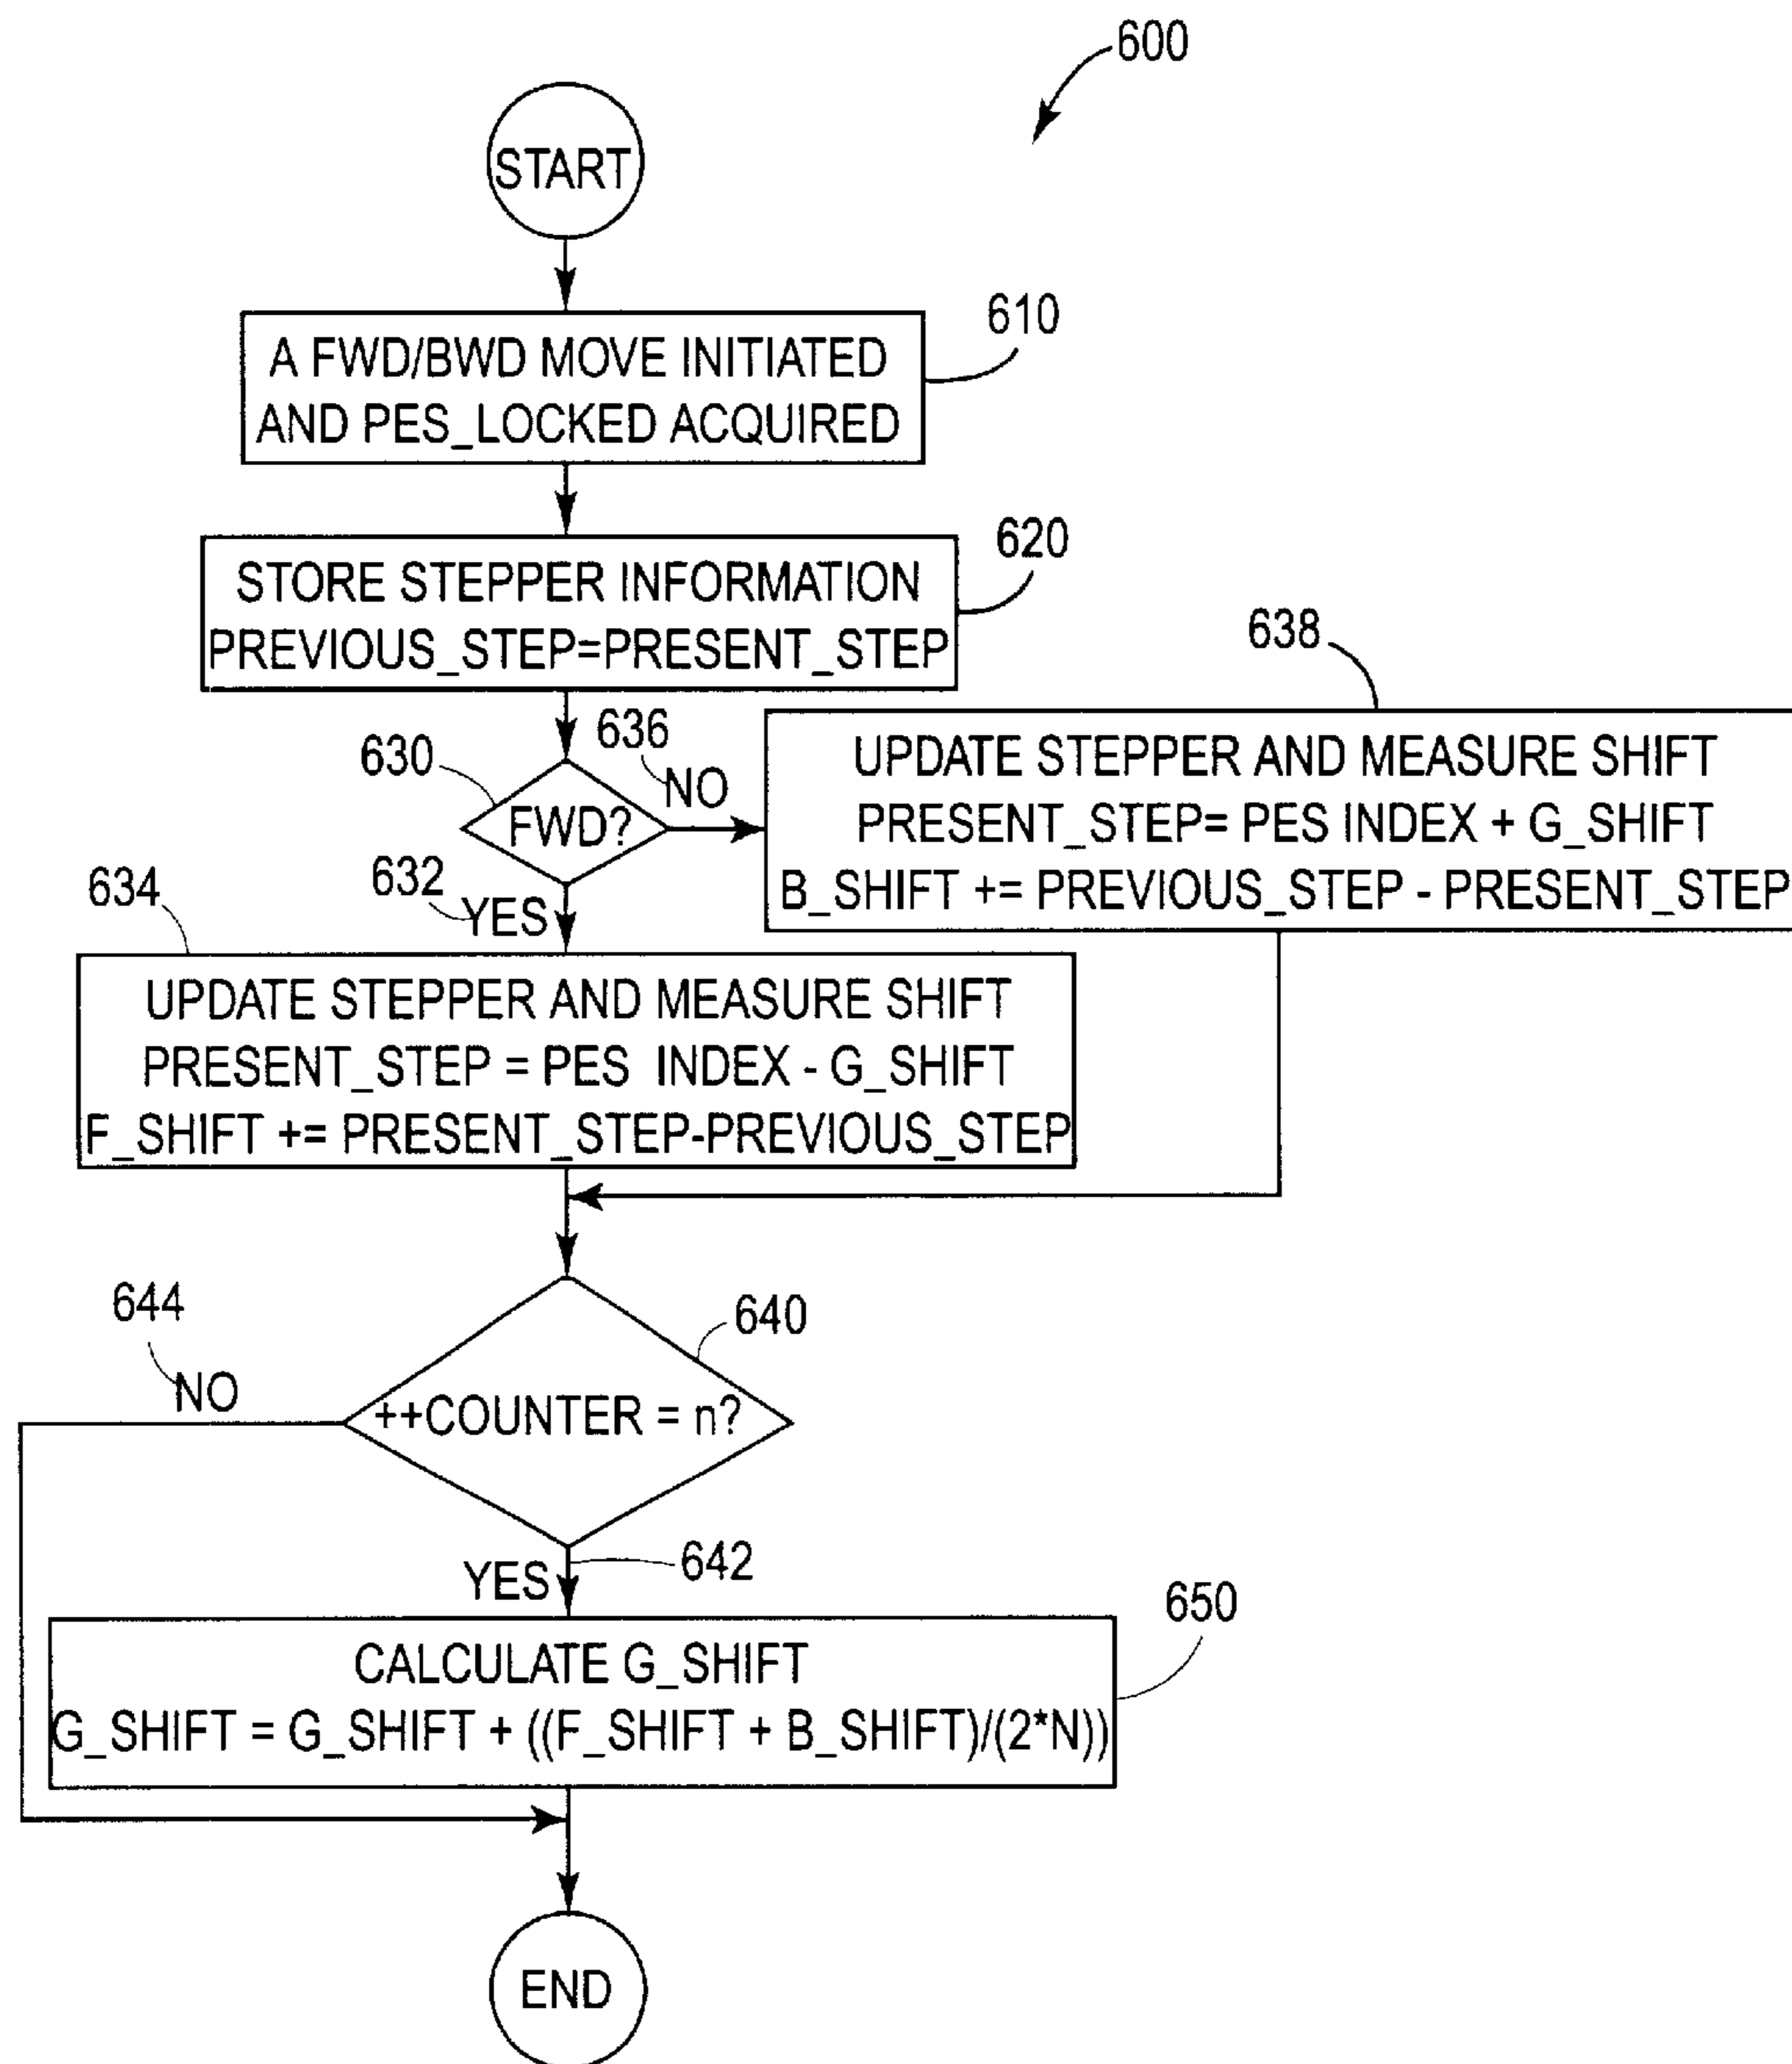 600
START
610
A FWD/BWD MOVE INITIATED
AND PES_LOCKED ACQUIRED
620
STORE STEPPER INFORMATION
PREVIOUS_STEP=PRESENT_STEP
638
636
630
FWD?
NO
UPDATE STEPPER AND MEASURE SHIFT
PRESENT_STEP= PES INDEX + G_SHIFT
B_SHIFT += PREVIOUS_STEP - PRESENT_STEP
632
YES
634
UPDATE STEPPER AND MEASURE SHIFT
PRESENT_STEP = PES INDEX - G_SHIFT
F_SHIFT += PRESENT_STEP-PREVIOUS_STEP
644
NO
640
++COUNTER = n?
YES
642
650
CALCULATE G_SHIFT
G_SHIFT = G_SHIFT + ((F_SHIFT + B_SHIFT)/(2*N))
END